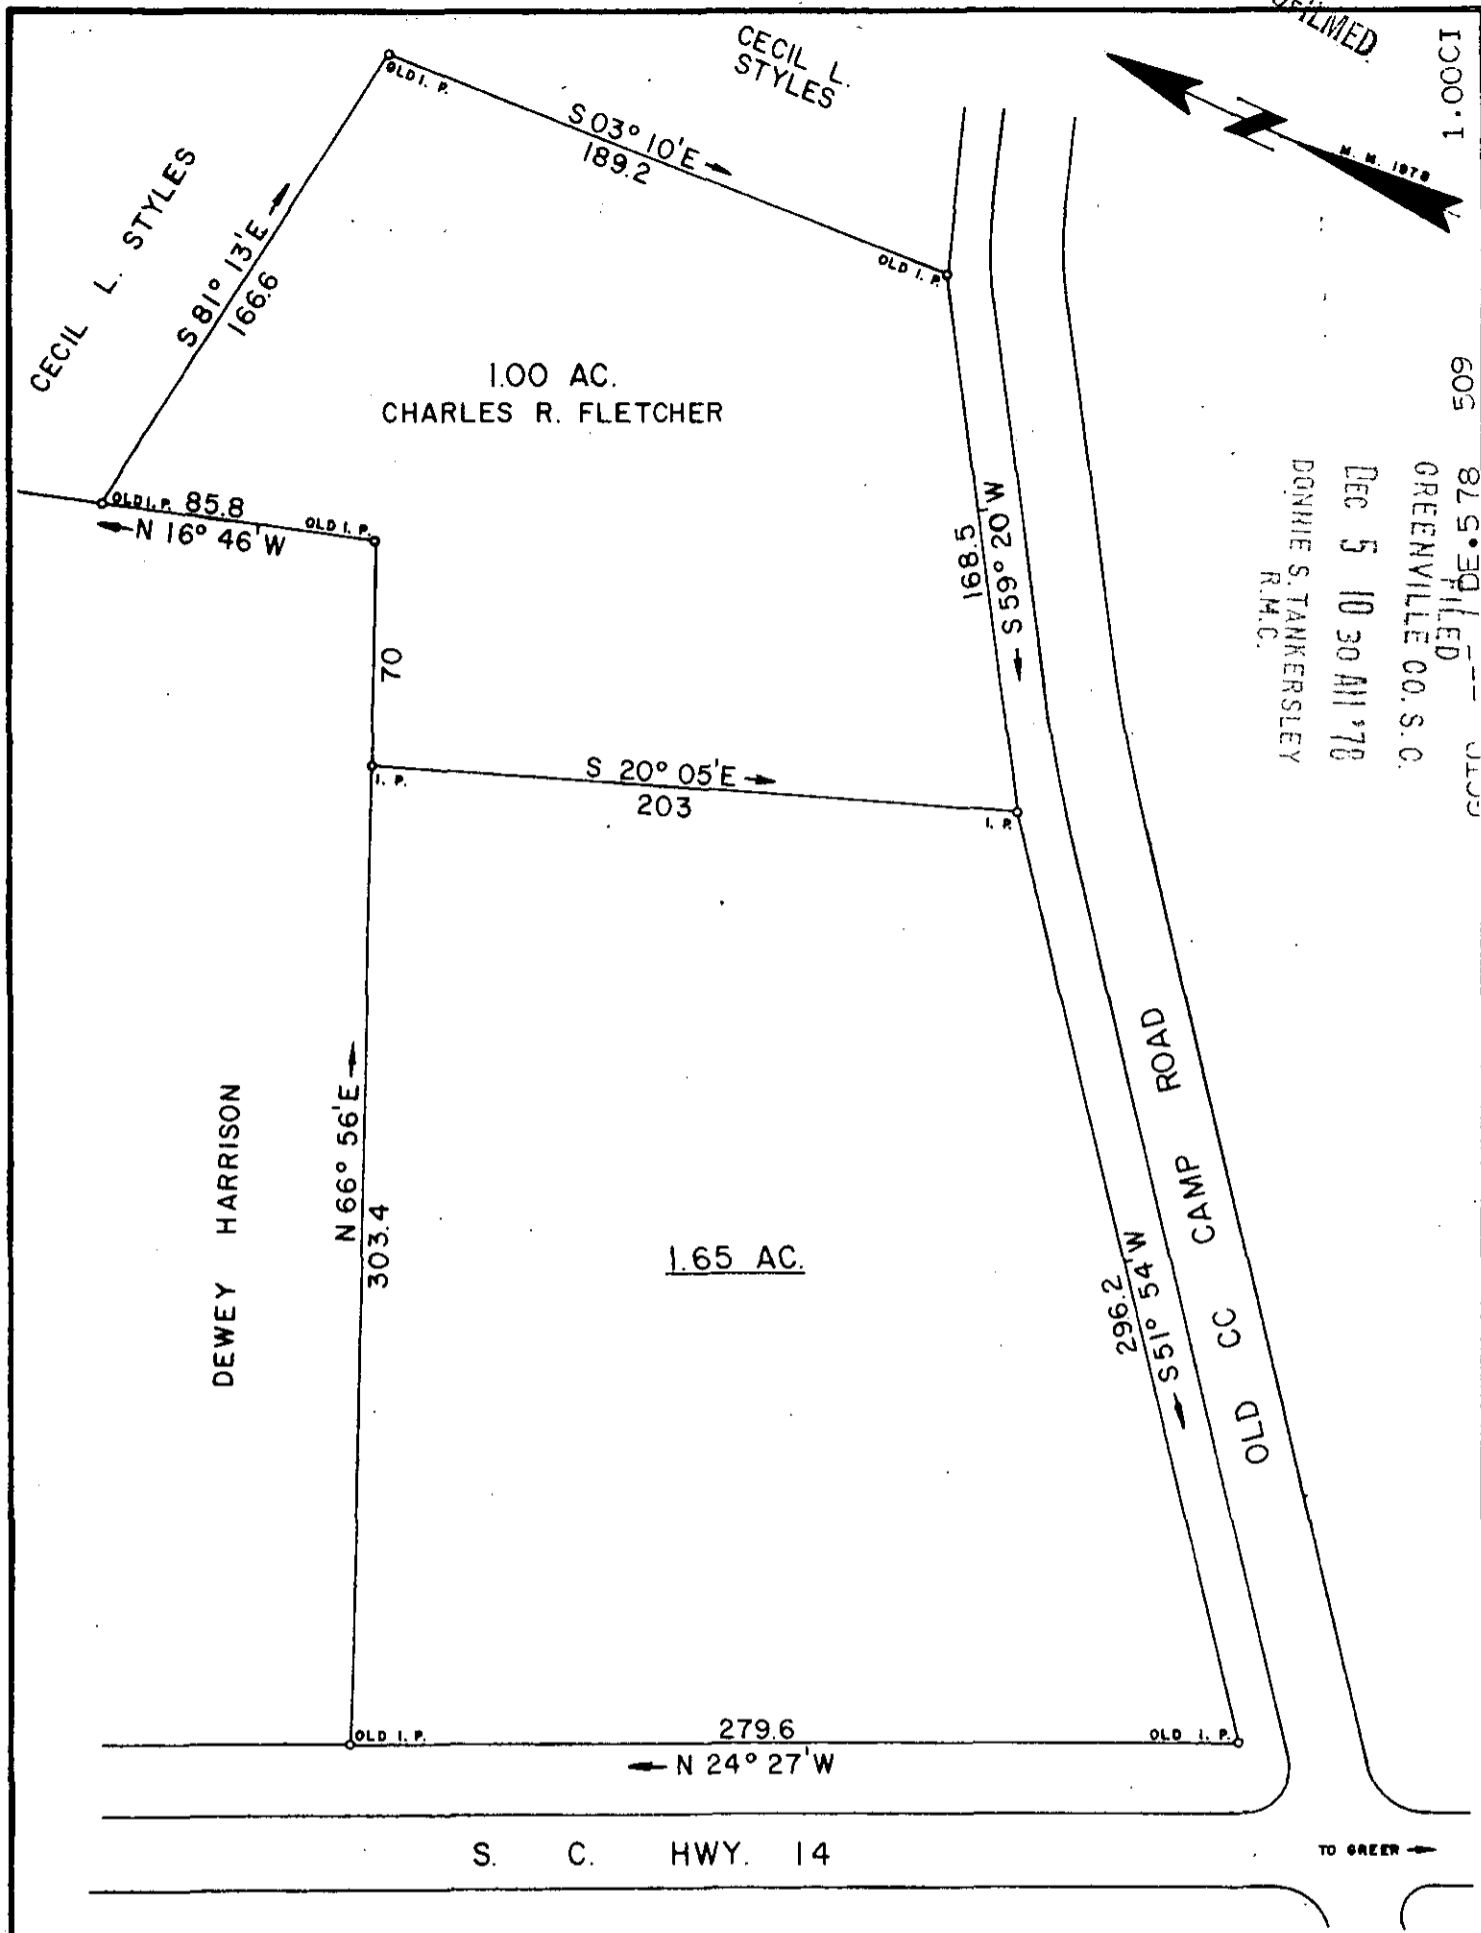 CECIL L.
STYLES
1.00CI
OLD I. P.
S 03° 10'E
189.2
M. M. 1978
CECIL L. STYLES
S 81° 13'E
166.6
OLD I. P.
1.00 AC.
CHARLES R. FLETCHER
509
DE.578
FILED
GREENVILLE CO. S. C.
DEC 5 10 30 AM '78
DONNIE S. TANKERSLEY
R.M.C.
OLD I. P. 85.8
OLD I. P.
N 16° 46'W
168.5
S 59° 20'W
70
I. P.
S 20° 05'E
203
I. P.
DEWEY HARRISON
N 66° 56'E
303.4
1.65 AC.
296.2
S 51° 54'W
OLD CC CAMP ROAD
OLD I. P.
279.6
OLD I. P.
N 24° 27'W
S. C. HWY. 14
TO GREER